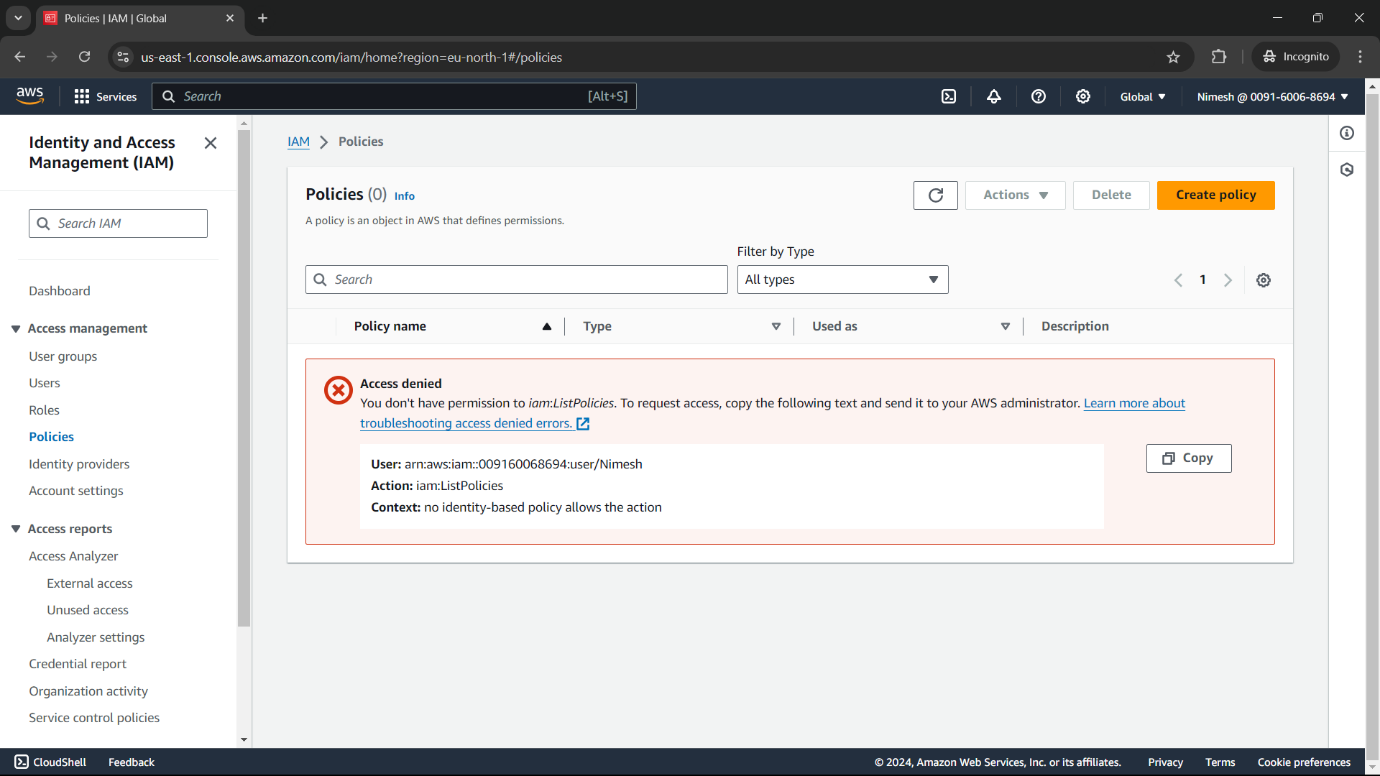 Policies | IAM | Global
us-east-1.console.aws.amazon.com/iam/home?region=eu-north-1#/policies
Incognito
aws
Services
Search
[Alt+S]
Global
Nimesh @ 0091-6006-8694
Identity and Access
Management (IAM)
Search IAM
Dashboard
Access management
User groups
Users
Roles
Policies
Identity providers
Account settings
Access reports
Access Analyzer
External access
Unused access
Analyzer settings
Credential report
Organization activity
Service control policies
IAM
Policies
Policies (0) Info
A policy is an object in AWS that defines permissions.
Actions
Delete
Create policy
Filter by Type
Search
All types
1
Policy name
Type
Used as
Description
Access denied
You don't have permission to iam:ListPolicies. To request access, copy the following text and send it to your AWS administrator. Learn more about
troubleshooting access denied errors.
User: arn:aws:iam::009160068694:user/Nimesh
Action: iam:ListPolicies
Context: no identity-based policy allows the action
Copy
CloudShell
Feedback
© 2024, Amazon Web Services, Inc. or its affiliates.
Privacy
Terms
Cookie preferences